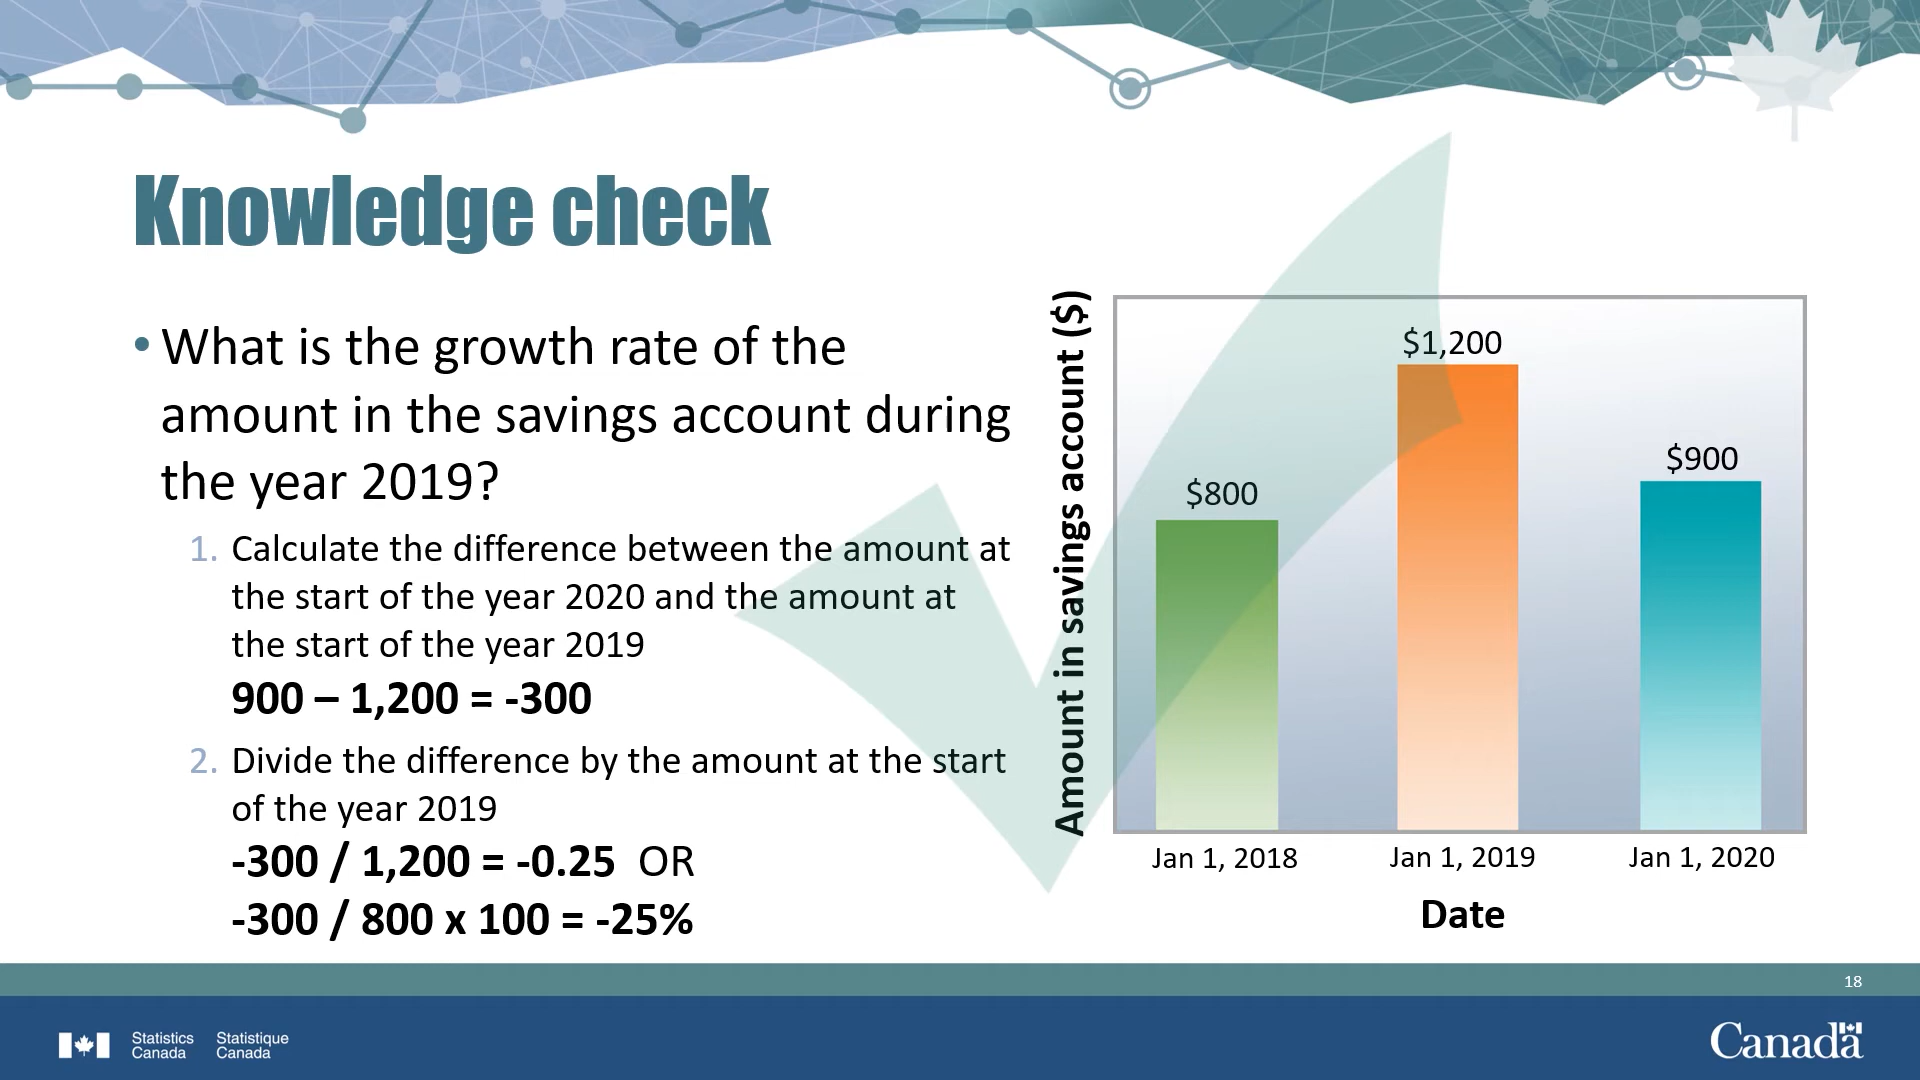 Knowledge check
• What is the growth rate of the
amount in the savings account during
the year 2019?
1. Calculate the difference between the amount at
the start of the year 2020 and the amount at
the start of the year 2019
900 – 1,200 = -300
2. Divide the difference by the amount at the start
of the year 2019
-300 / 1,200 = -0.25 OR
-300 / 800 x 100 = -25%
Amount in savings account ($)
$800
$1,200
$900
Jan 1, 2018
Jan 1, 2019
Jan 1, 2020
Date
18
Statistics
Canada
Statistique
Canada
Canada